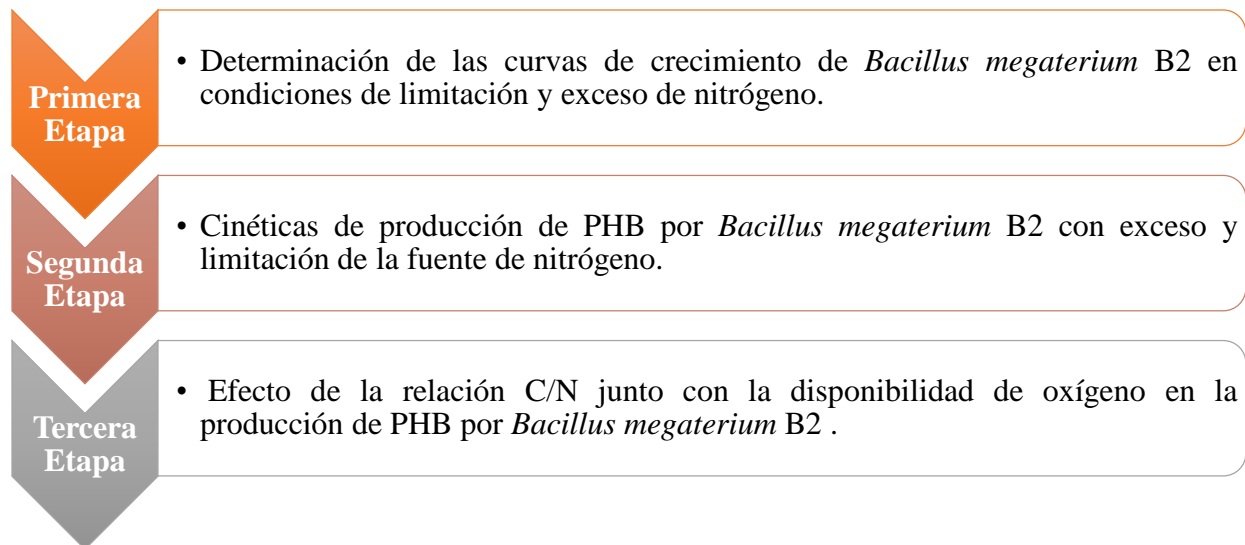 Primera
Etapa
• Determinación de las curvas de crecimiento de Bacillus megaterium B2 en
condiciones de limitación y exceso de nitrógeno.
Segunda
Etapa
• Cinéticas de producción de PHB por Bacillus megaterium B2 con exceso y
limitación de la fuente de nitrógeno.
Tercera
Etapa
• Efecto de la relación C/N junto con la disponibilidad de oxígeno en la
producción de PHB por Bacillus megaterium B2 .